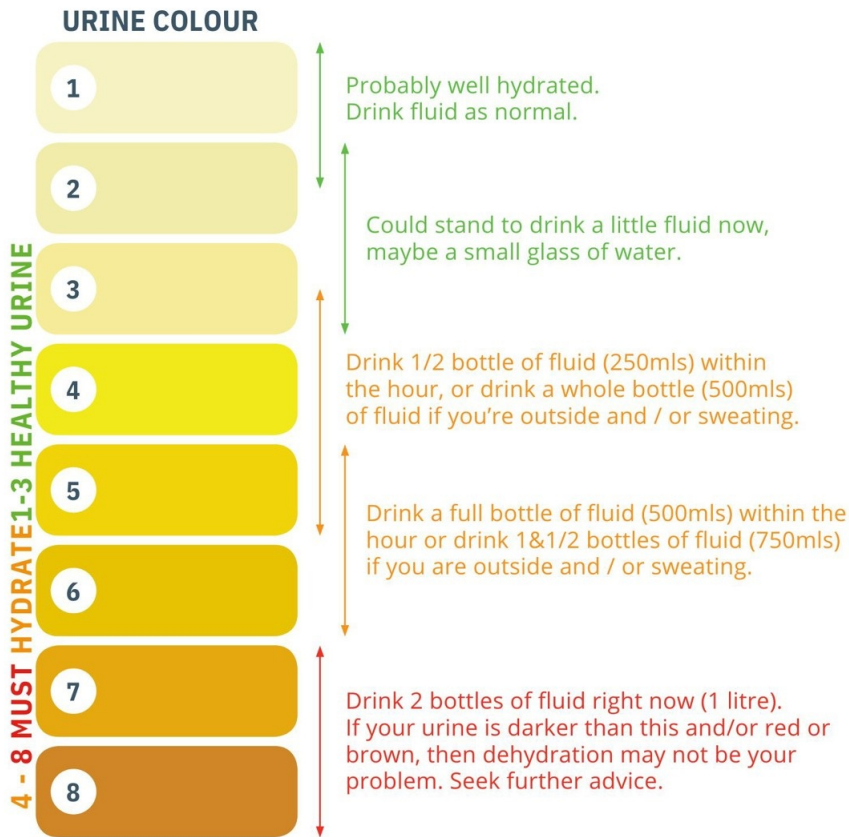 URINE COLOUR
1
Probably well hydrated.
Drink fluid as normal.
2
Could stand to drink a little fluid now,
maybe a small glass of water.
3
Drink 1/2 bottle of fluid (250mls) within
the hour, or drink a whole bottle (500mls)
of fluid if you’re outside and / or sweating.
4
5
Drink a full bottle of fluid (500mls) within the
hour or drink 1&1/2 bottles of fluid (750mls)
if you are outside and / or sweating.
6
7
Drink 2 bottles of fluid right now (1 litre).
If your urine is darker than this and/or red or
brown, then dehydration may not be your
problem. Seek further advice.
8
1-3 HEALTHY URINE
4 - 8 MUST HYDRATE